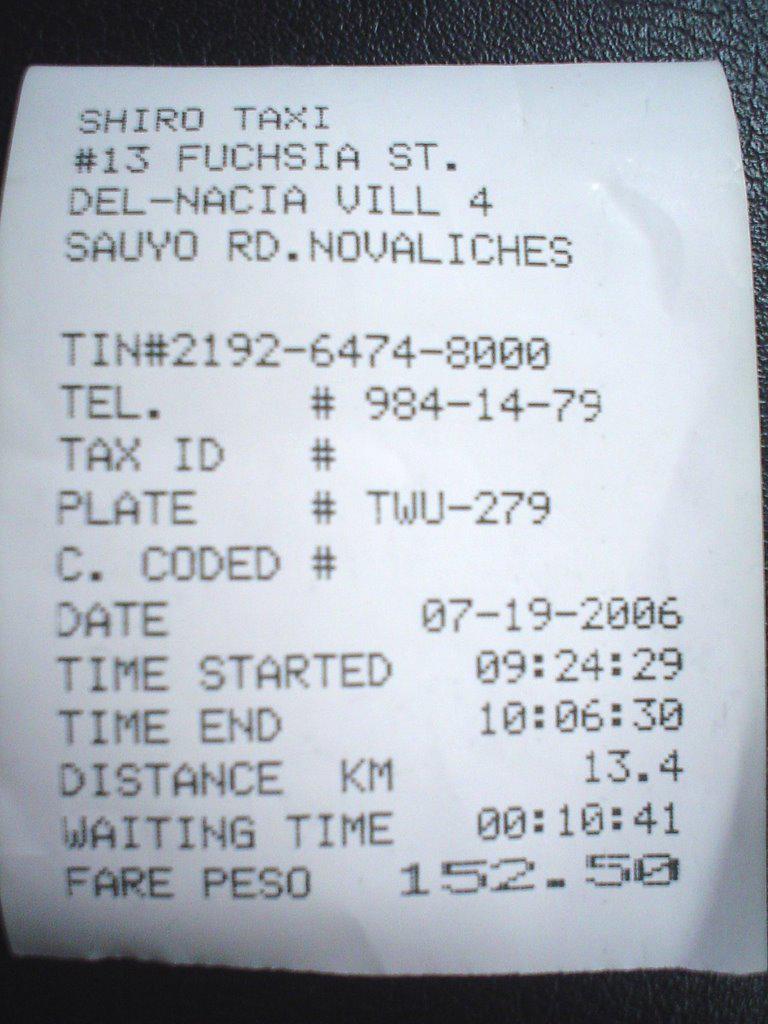 SHIRO TAXI
#13 FUCHSIA ST.
DEL-NACIA VILL 4
SAUYO RD.NOVALICHES
TIN#2192-6474-8000
TEL. # 984-14-79
TAX ID #
PLATE # TWU-279
C. CODED #
DATE 07-19-2006
TIME STARTED 09:24:29
TIME END 10:06:30
DISTANCE KM 13.4
WAITING TIME 00:10:41
FARE PESO 152.50